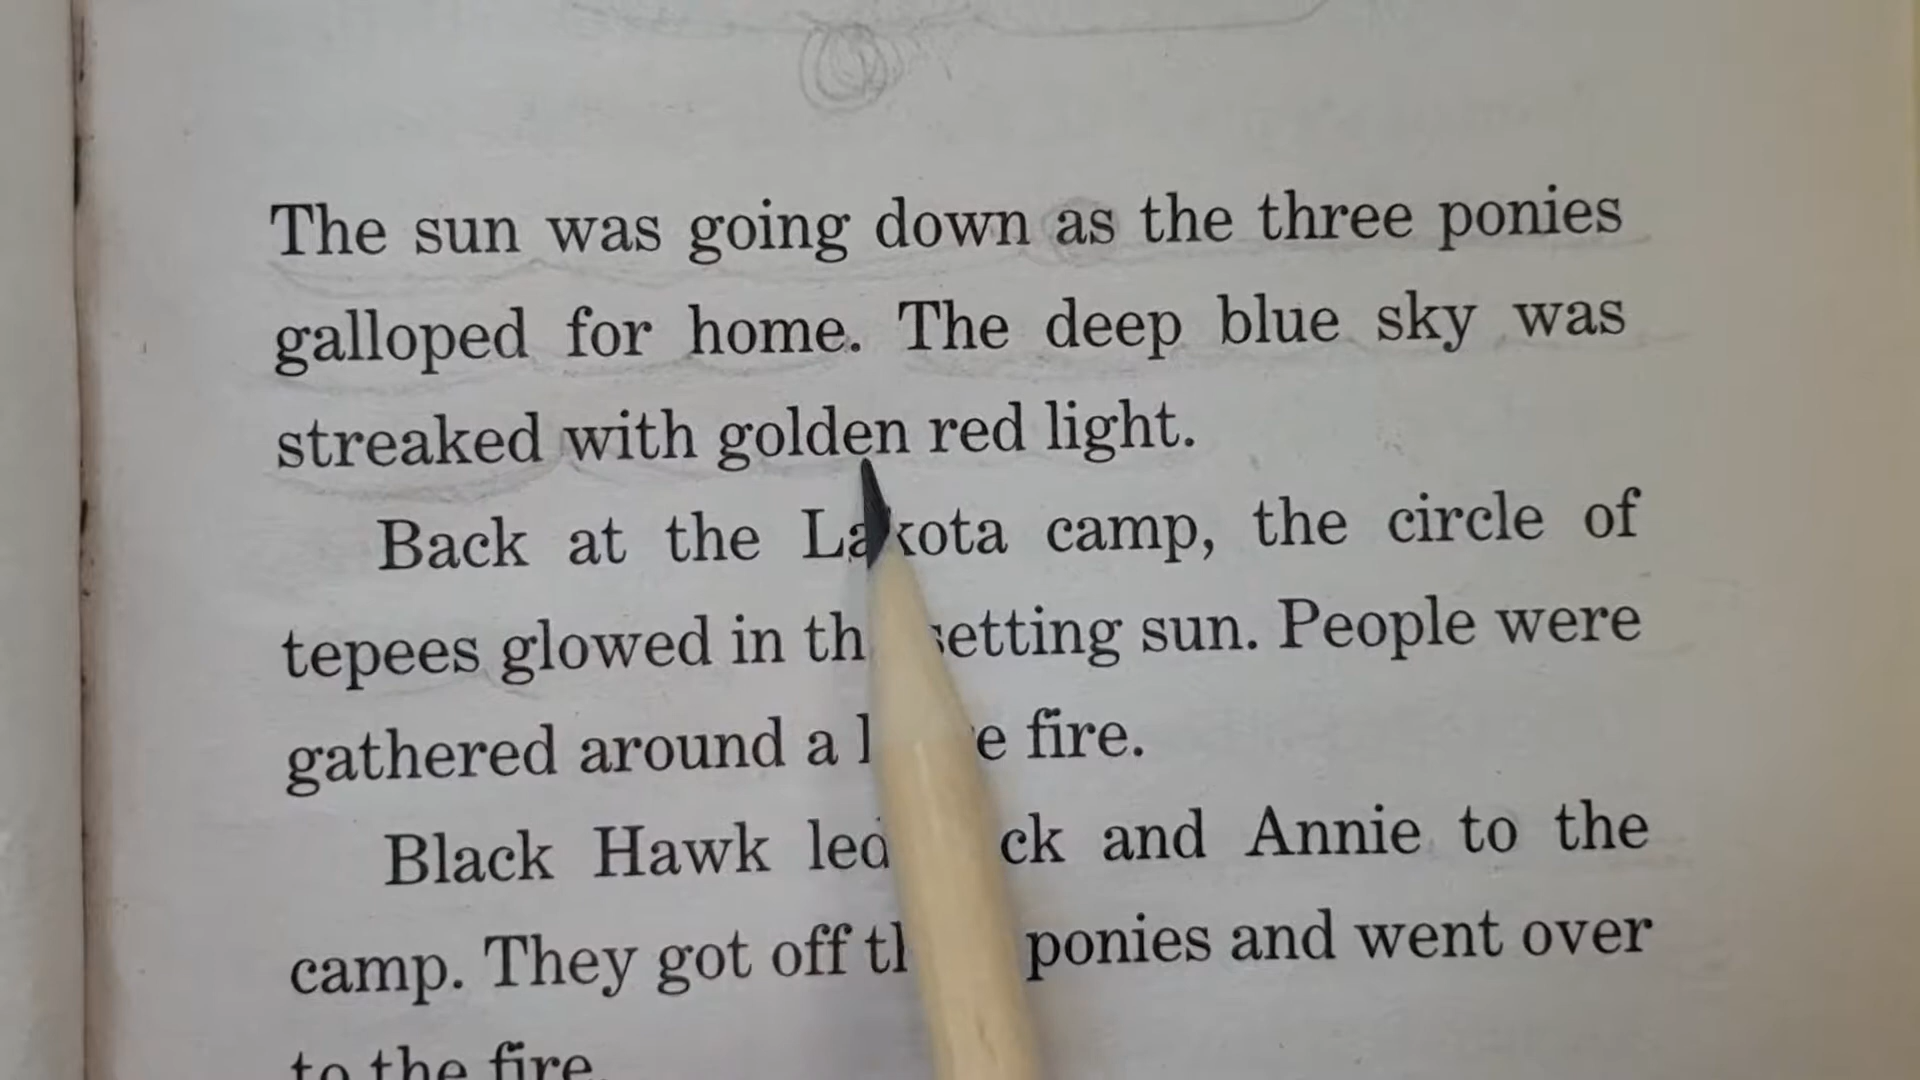 The sun was going down as the three ponies
galloped for home. The deep blue sky was
streaked with golden red light.
Back at the Lakota camp, the circle of
tepees glowed in the setting sun. People were
gathered around a fire.
Black Hawk led and Annie to the
camp. They got off ponies and went over
to the fire.